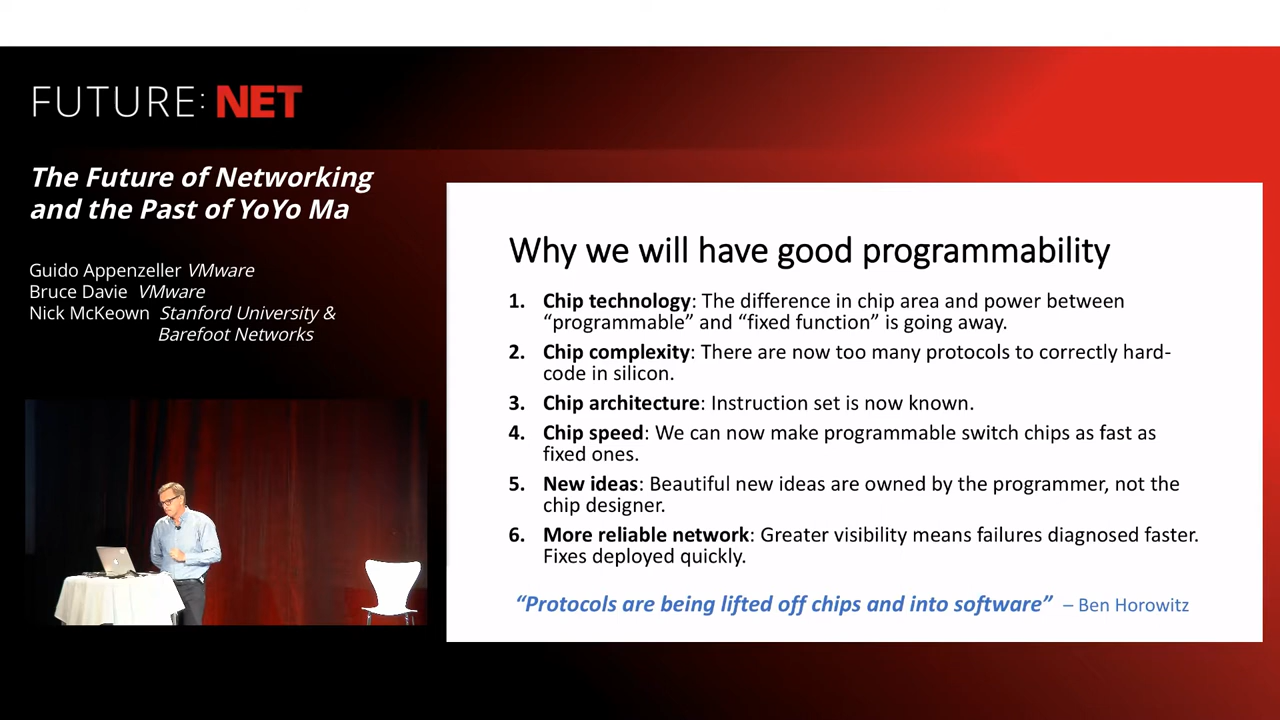 FUTURE: NET
The Future of Networking
and the Past of YoYo Ma
Guido Appenzeller VMware
Bruce Davie VMware
Nick McKeown Stanford University &
Barefoot Networks
Why we will have good programmability
1. Chip technology: The difference in chip area and power between
“programmable” and “fixed function” is going away.
2. Chip complexity: There are now too many protocols to correctly hard-
code in silicon.
3. Chip architecture: Instruction set is now known.
4. Chip speed: We can now make programmable switch chips as fast as
fixed ones.
5. New ideas: Beautiful new ideas are owned by the programmer, not the
chip designer.
6. More reliable network: Greater visibility means failures diagnosed faster.
Fixes deployed quickly.
“Protocols are being lifted off chips and into software” – Ben Horowitz